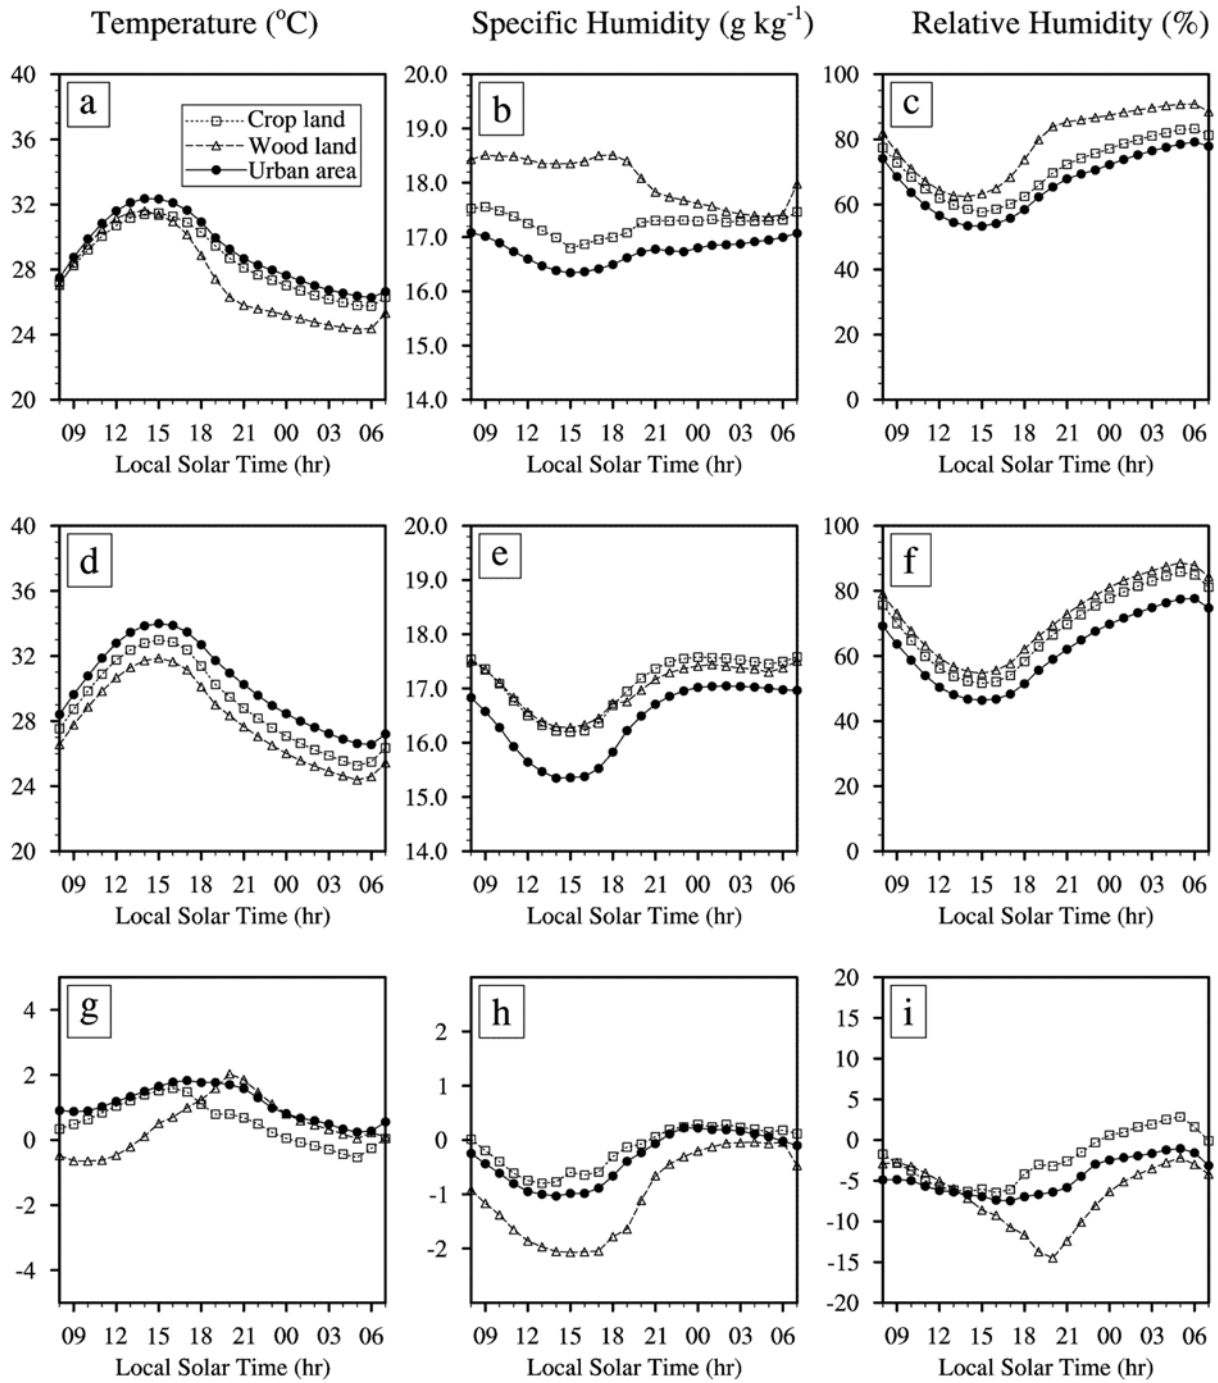 Temperature (°C) Specific Humidity (g kg⁻¹) Relative Humidity (%)
a
Crop land
Wood land
Urban area
40
36
32
28
24
20
09 12 15 18 21 00 03 06
Local Solar Time (hr)
b
20.0
19.0
18.0
17.0
16.0
15.0
14.0
09 12 15 18 21 00 03 06
Local Solar Time (hr)
c
100
80
60
40
20
0
09 12 15 18 21 00 03 06
Local Solar Time (hr)
d
40
36
32
28
24
20
09 12 15 18 21 00 03 06
Local Solar Time (hr)
e
20.0
19.0
18.0
17.0
16.0
15.0
14.0
09 12 15 18 21 00 03 06
Local Solar Time (hr)
f
100
80
60
40
20
0
09 12 15 18 21 00 03 06
Local Solar Time (hr)
g
4
2
0
-2
-4
09 12 15 18 21 00 03 06
Local Solar Time (hr)
h
2
1
0
-1
-2
09 12 15 18 21 00 03 06
Local Solar Time (hr)
i
20
15
10
5
0
-5
-10
-15
-20
09 12 15 18 21 00 03 06
Local Solar Time (hr)